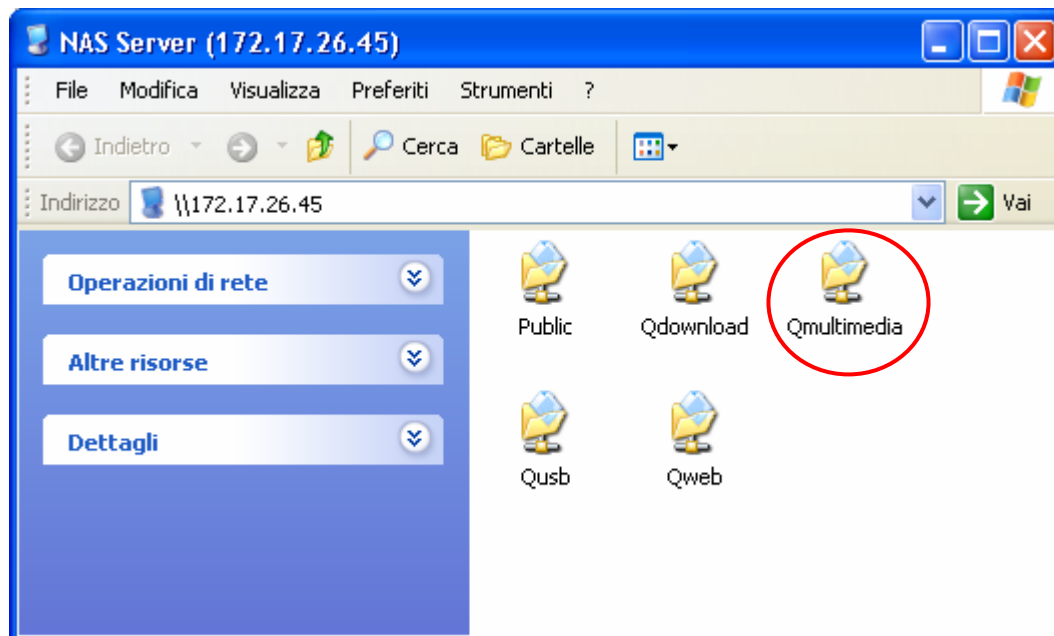 NAS Server (172.17.26.45)
File Modifica Visualizza Preferiti Strumenti ?
Indietro Cerca Cartelle
Indirizzo \\172.17.26.45 Vai
Operazioni di rete
Altre risorse
Dettagli
Public Qdownload Qmultimedia
Qusb Qweb